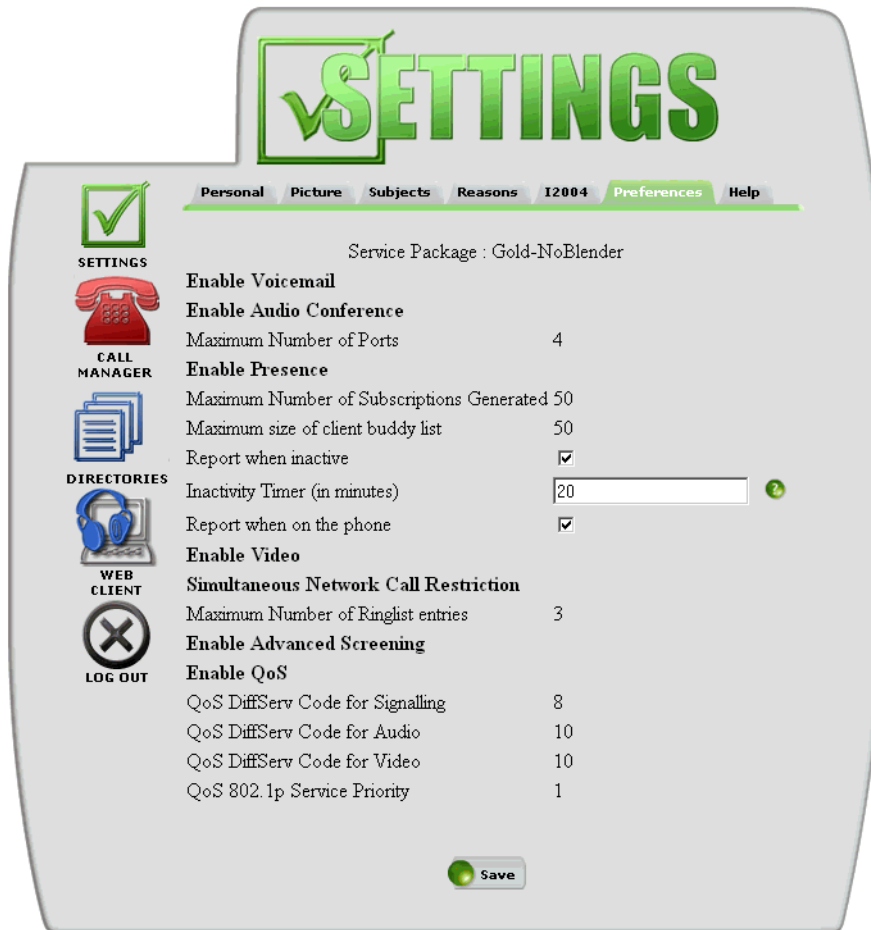 SETTINGS
Personal Picture Subjects Reasons I2004 Preferences Help
SETTINGS
CALL
MANAGER
DIRECTORIES
WEB
CLIENT
LOG OUT
Service Package : Gold-NoBlender
Enable Voicemail
Enable Audio Conference
Maximum Number of Ports 4
Enable Presence
Maximum Number of Subscriptions Generated 50
Maximum size of client buddy list 50
Report when inactive
Inactivity Timer (in minutes) 20 ?
Report when on the phone
Enable Video
Simultaneous Network Call Restriction
Maximum Number of Ringlist entries 3
Enable Advanced Screening
Enable QoS
QoS DiffServ Code for Signalling 8
QoS DiffServ Code for Audio 10
QoS DiffServ Code for Video 10
QoS 802.1p Service Priority 1
Save